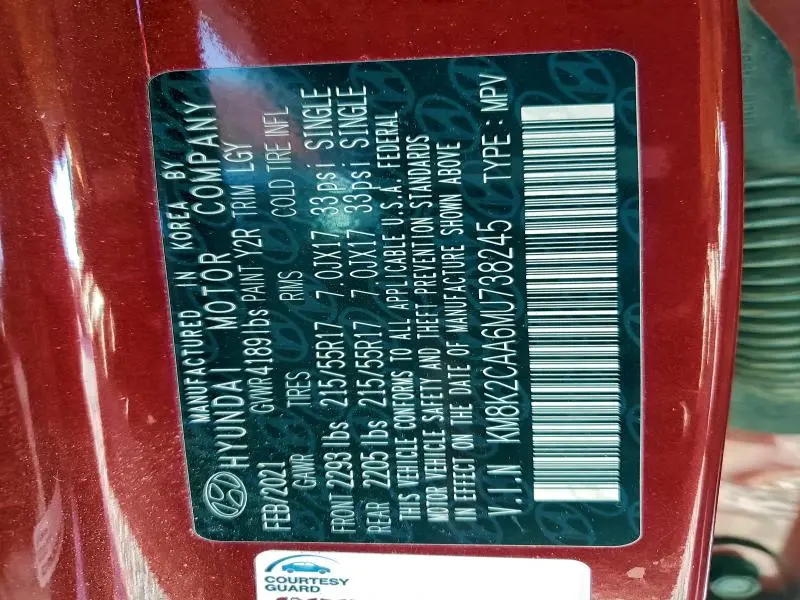 MANUFACTURED IN KOREA BY
HYUNDAI MOTOR COMPANY
FEB/2021 GVWR 4189 lbs PAINT Y2R TRIM LGY
GAWR TIRES RIMS COLD TIRE INFL
FRONT 2293 lbs 215/55R17 7.0JX17 33psi SINGLE
REAR 2205 lbs 215/55R17 7.0JX17 33psi SINGLE
THIS VEHICLE CONFORMS TO ALL APPLICABLE U.S.A. FEDERAL
MOTOR VEHICLE SAFETY AND THEFT PREVENTION STANDARDS
IN EFFECT ON THE DATE OF MANUFACTURE SHOWN ABOVE
V.I.N KM8K2CAA6MU738245 TYPE : MPV
COURTESY
GUARD